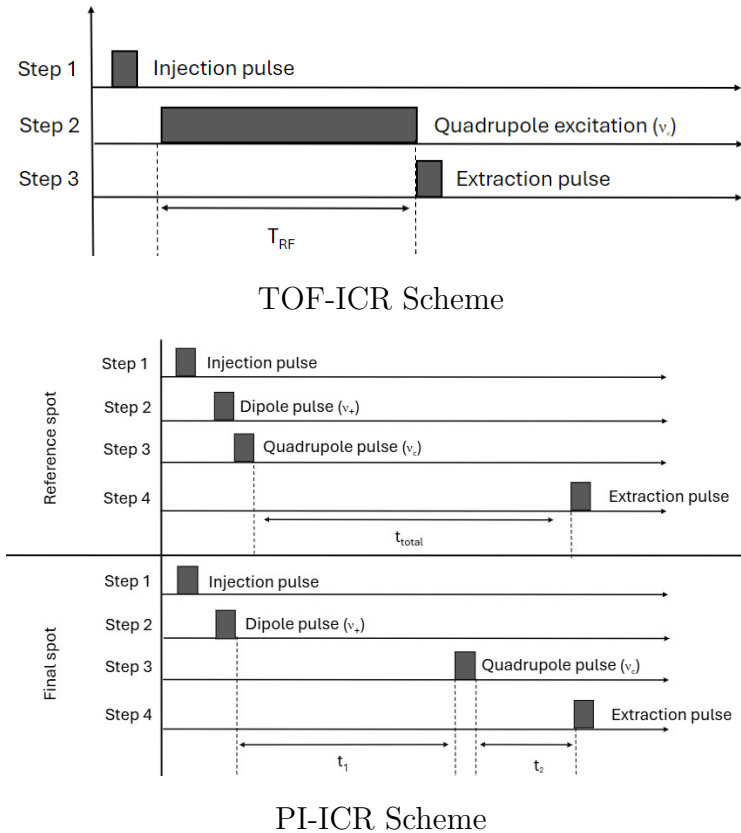 Step 1 Injection pulse
Step 2 Quadrupole excitation (νc)
Step 3 Extraction pulse
TRF
TOF-ICR Scheme
Reference spot
Step 1 Injection pulse
Step 2 Dipole pulse (ν+)
Step 3 Quadrupole pulse (νc)
Step 4 Extraction pulse
ttotal
Final spot
Step 1 Injection pulse
Step 2 Dipole pulse (ν+)
Step 3 Quadrupole pulse (νc)
Step 4 Extraction pulse
t1 t2
PI-ICR Scheme